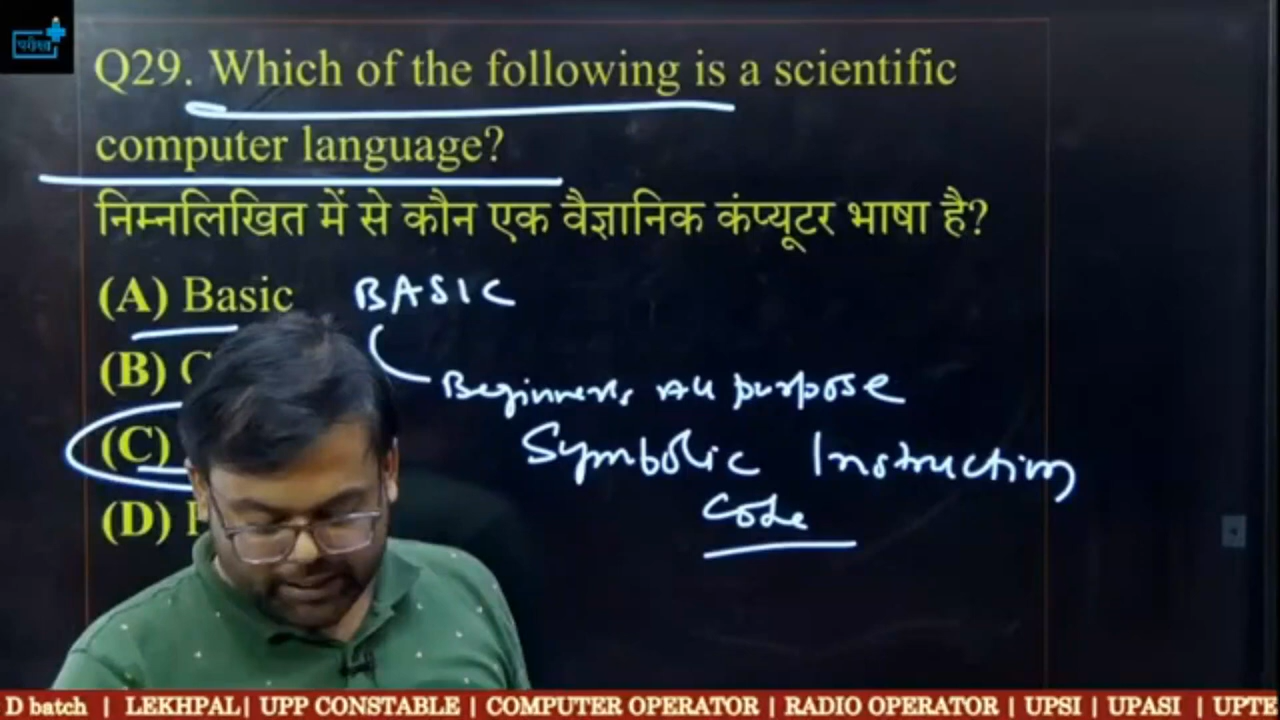 परीक्षा
Q29. Which of the following is a scientific
computer language?
निम्नलिखित में से कौन एक वैज्ञानिक कंप्यूटर भाषा है?
(A) Basic BASIC
(B)
Beginners All purpose
(C)
Symbolic Instruction
(D)
Code
D batch | LEKHPAL| UPP CONSTABLE | COMPUTER OPERATOR | RADIO OPERATOR | UPSI | UPASI | UPTE